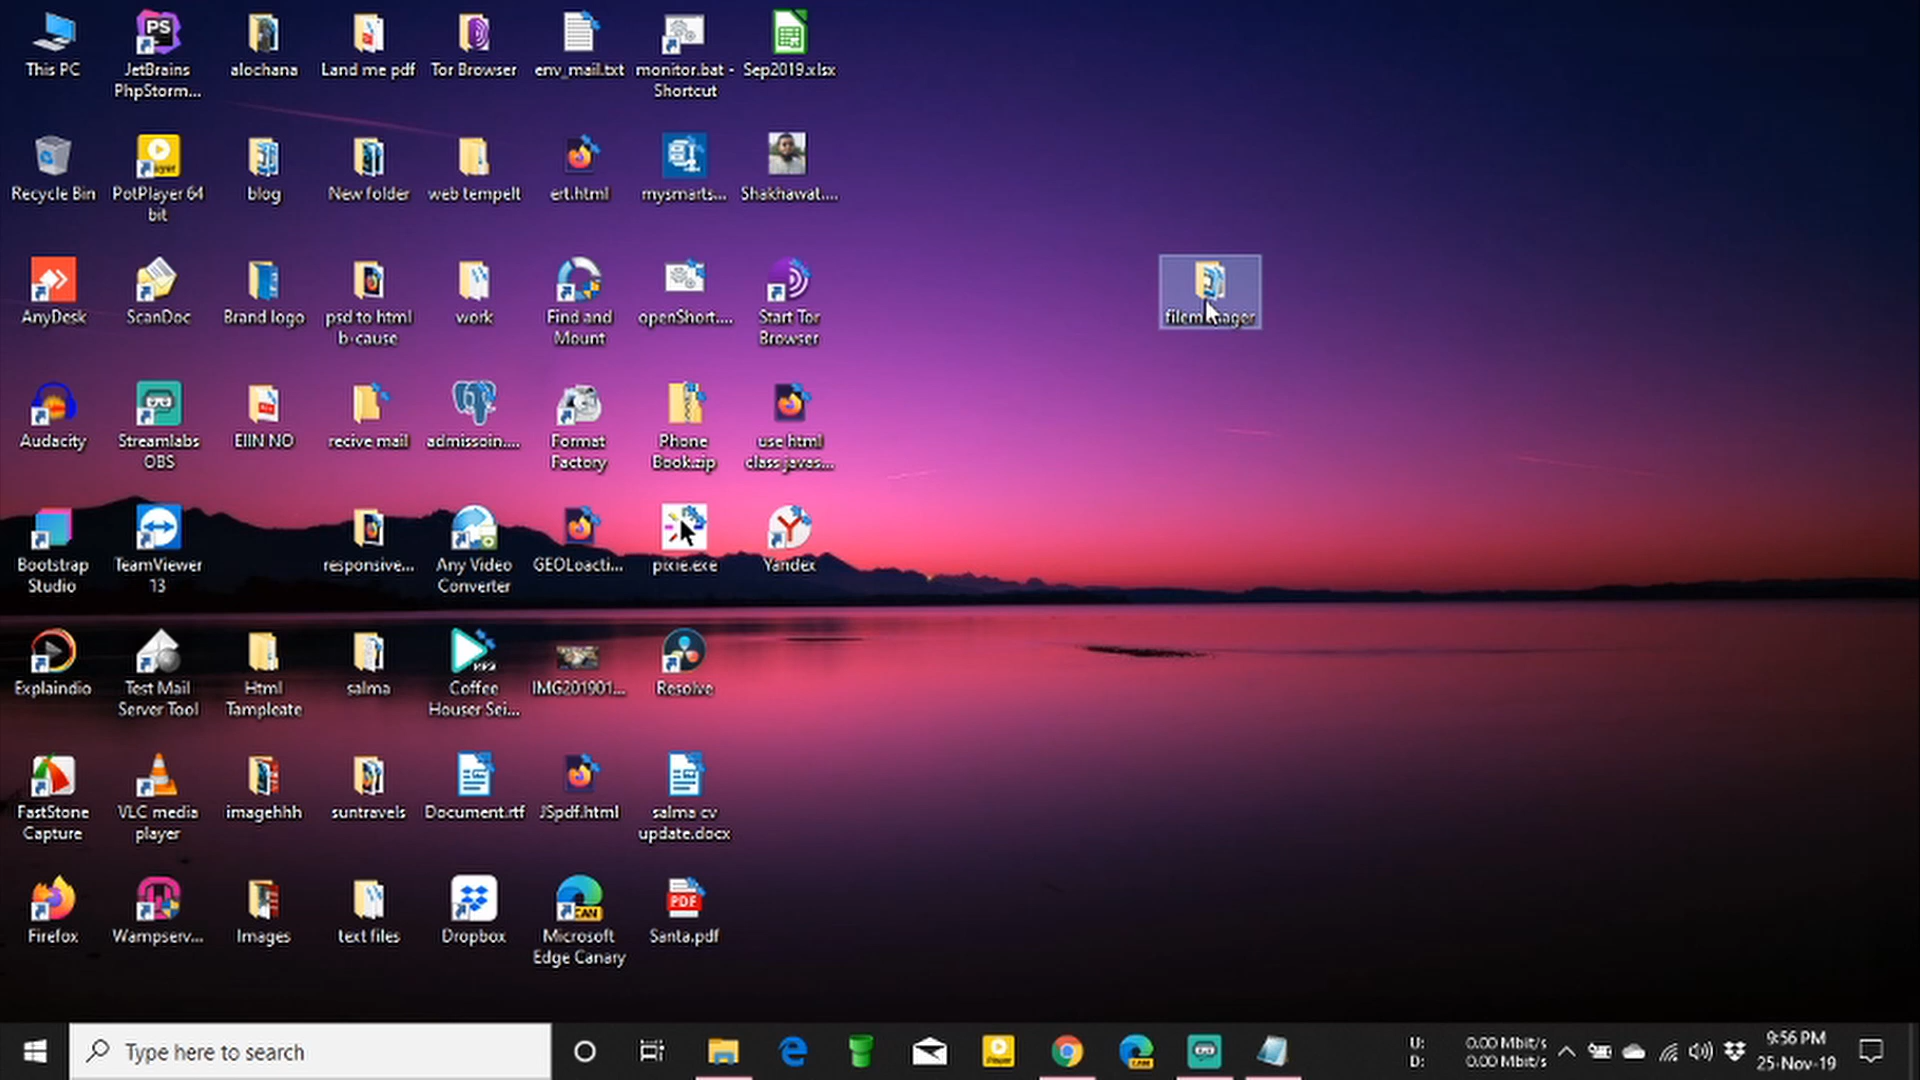 This PC
JetBrains
PhpStorm...
alochana
Land me pdf
Tor Browser
env_mail.txt
monitor.bat -
Shortcut
Sep2019.xlsx
Recycle Bin
PotPlayer 64
bit
blog
New folder
web tempelt
ert.html
mysmarts...
Shakhawat....
AnyDesk
ScanDoc
Brand logo
psd to html
b-cause
work
Find and
Mount
openShort....
Start Tor
Browser
filemanager
Audacity
Streamlabs
OBS
EIIN NO
recive mail
admissoin....
Format
Factory
Phone
Book.zip
use html
class javas...
Bootstrap
Studio
TeamViewer
13
responsive...
Any Video
Converter
GEOLoacti...
pixie.exe
Yandex
Explaindio
Test Mail
Server Tool
Html
Tampleate
salma
Coffee
Houser Sei...
IMG201901...
Resolve
FastStone
Capture
VLC media
player
imagehhh
suntravels
Document.rtf
JSpdf.html
salma cv
update.docx
Firefox
Wampserv...
Images
text files
Dropbox
Microsoft
Edge Canary
Santa.pdf
Type here to search
U: 0.00 Mbit/s
D: 0.00 Mbit/s
9:56 PM
25-Nov-19